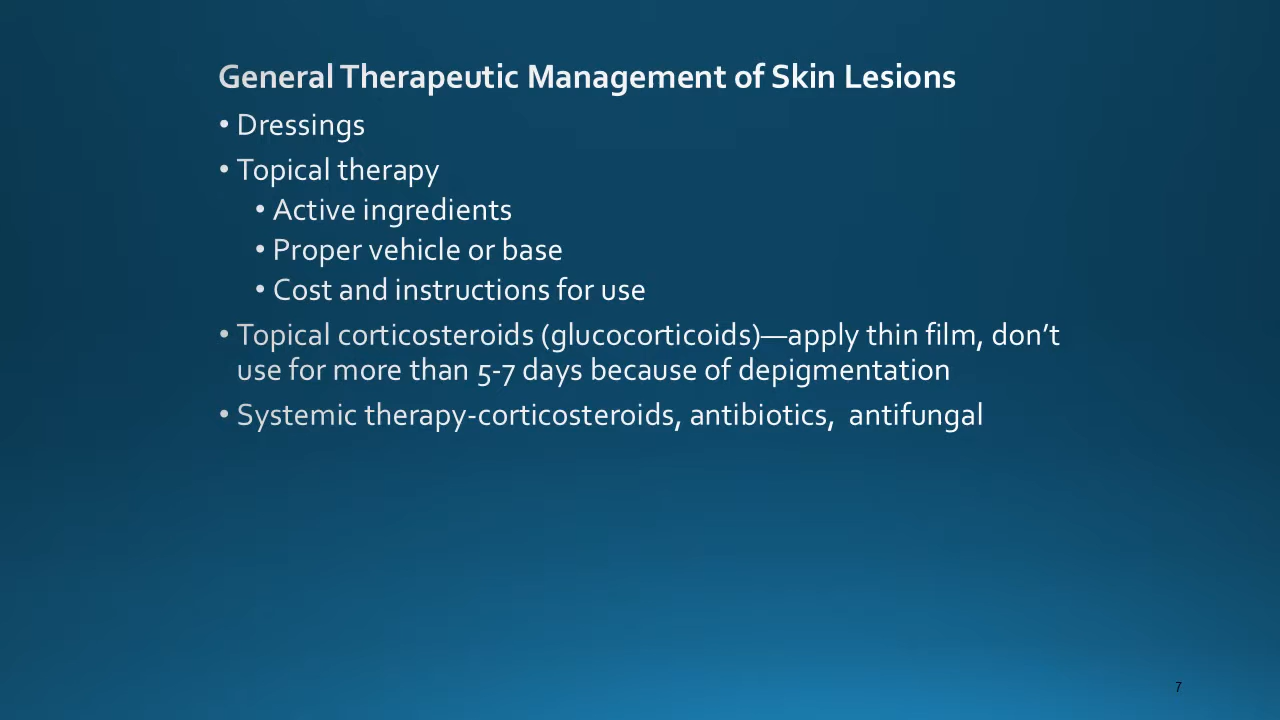 General Therapeutic Management of Skin Lesions
• Dressings
• Topical therapy
• Active ingredients
• Proper vehicle or base
• Cost and instructions for use
• Topical corticosteroids (glucocorticoids)—apply thin film, don’t
use for more than 5-7 days because of depigmentation
• Systemic therapy-corticosteroids, antibiotics,  antifungal
7